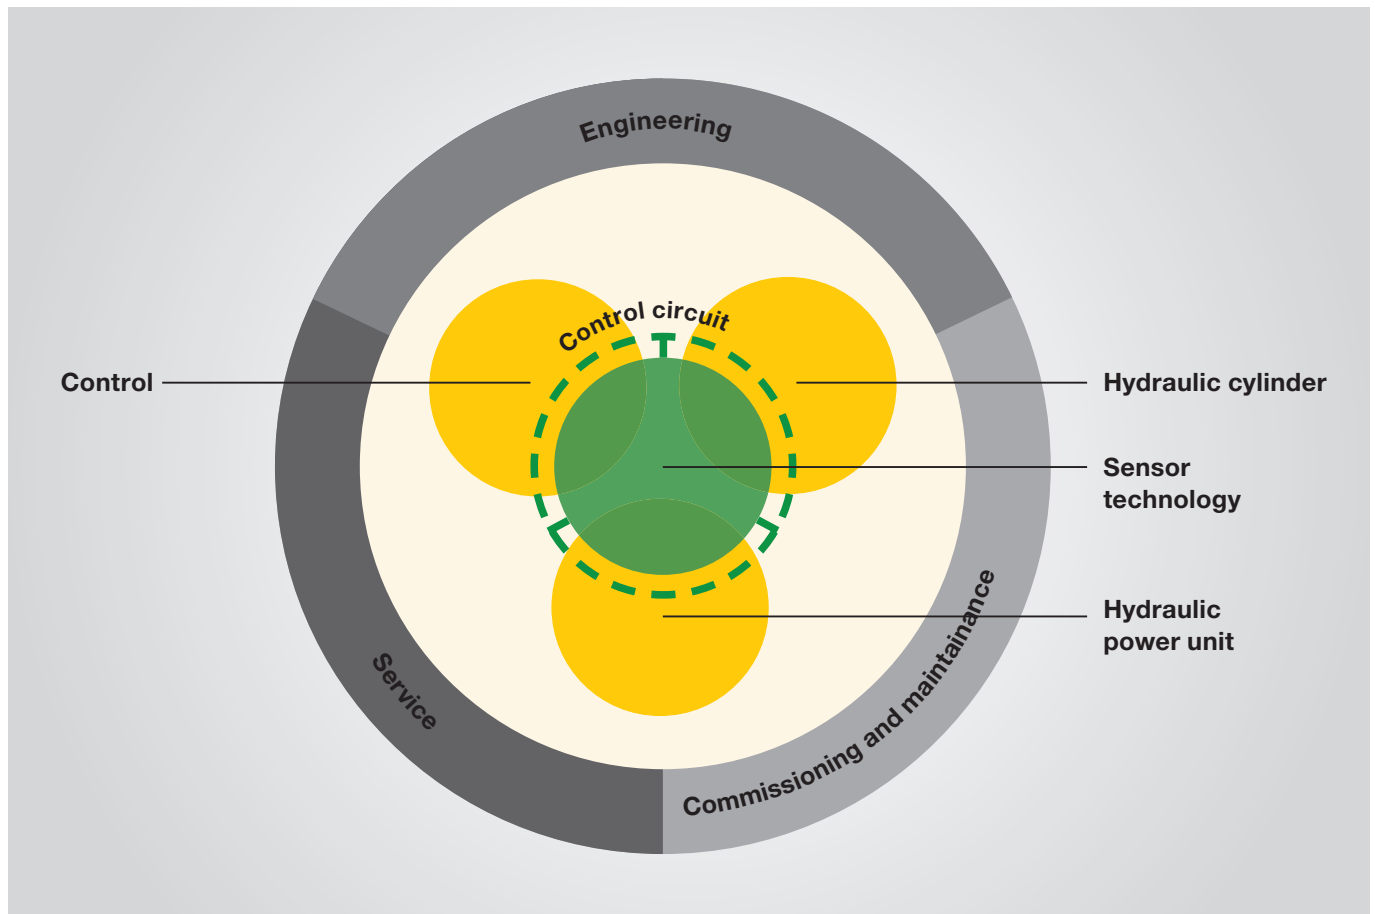 Engineering
Control circuit
Control
Hydraulic cylinder
Sensor
technology
Hydraulic
power unit
Service
Commissioning and maintainance